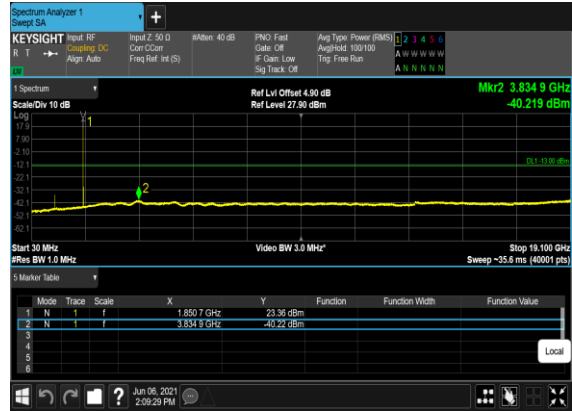 Spectrum Analyzer 1
Swept SA
+
KEYSIGHT Input: RF Input Z: 50 Ω #Atten: 40 dB PNO: Fast Avg Type: Power (RMS) 1 2 3 4 5 6
R T Coupling: DC Corr CCorr Gate: Off Avg|Hold: 100/100 A W W W W W
Align: Auto Freq Ref: Int (S) IF Gain: Low Trig: Free Run
LW Sig Track: Off A N N N N N
1 Spectrum Ref Lvl Offset 4.90 dB Mkr2 3.834 9 GHz
Scale/Div 10 dB Ref Level 27.90 dBm -40.219 dBm
Log
17.9 1
7.90
-2.10
-12.1 DL1 -13.00 dBm
-22.1
-32.1 2
-42.1
-52.1
-62.1
Start 30 MHz Video BW 3.0 MHz* Stop 19.100 GHz
#Res BW 1.0 MHz Sweep ~35.6 ms (40001 pts)
5 Marker Table
Mode Trace Scale X Y Function Function Width Function Value
1 N 1 f 1.850 7 GHz 23.36 dBm
2 N 1 f 3.834 9 GHz -40.22 dBm
3
4
5
6
Local
? Jun 06, 2021
2:09:29 PM